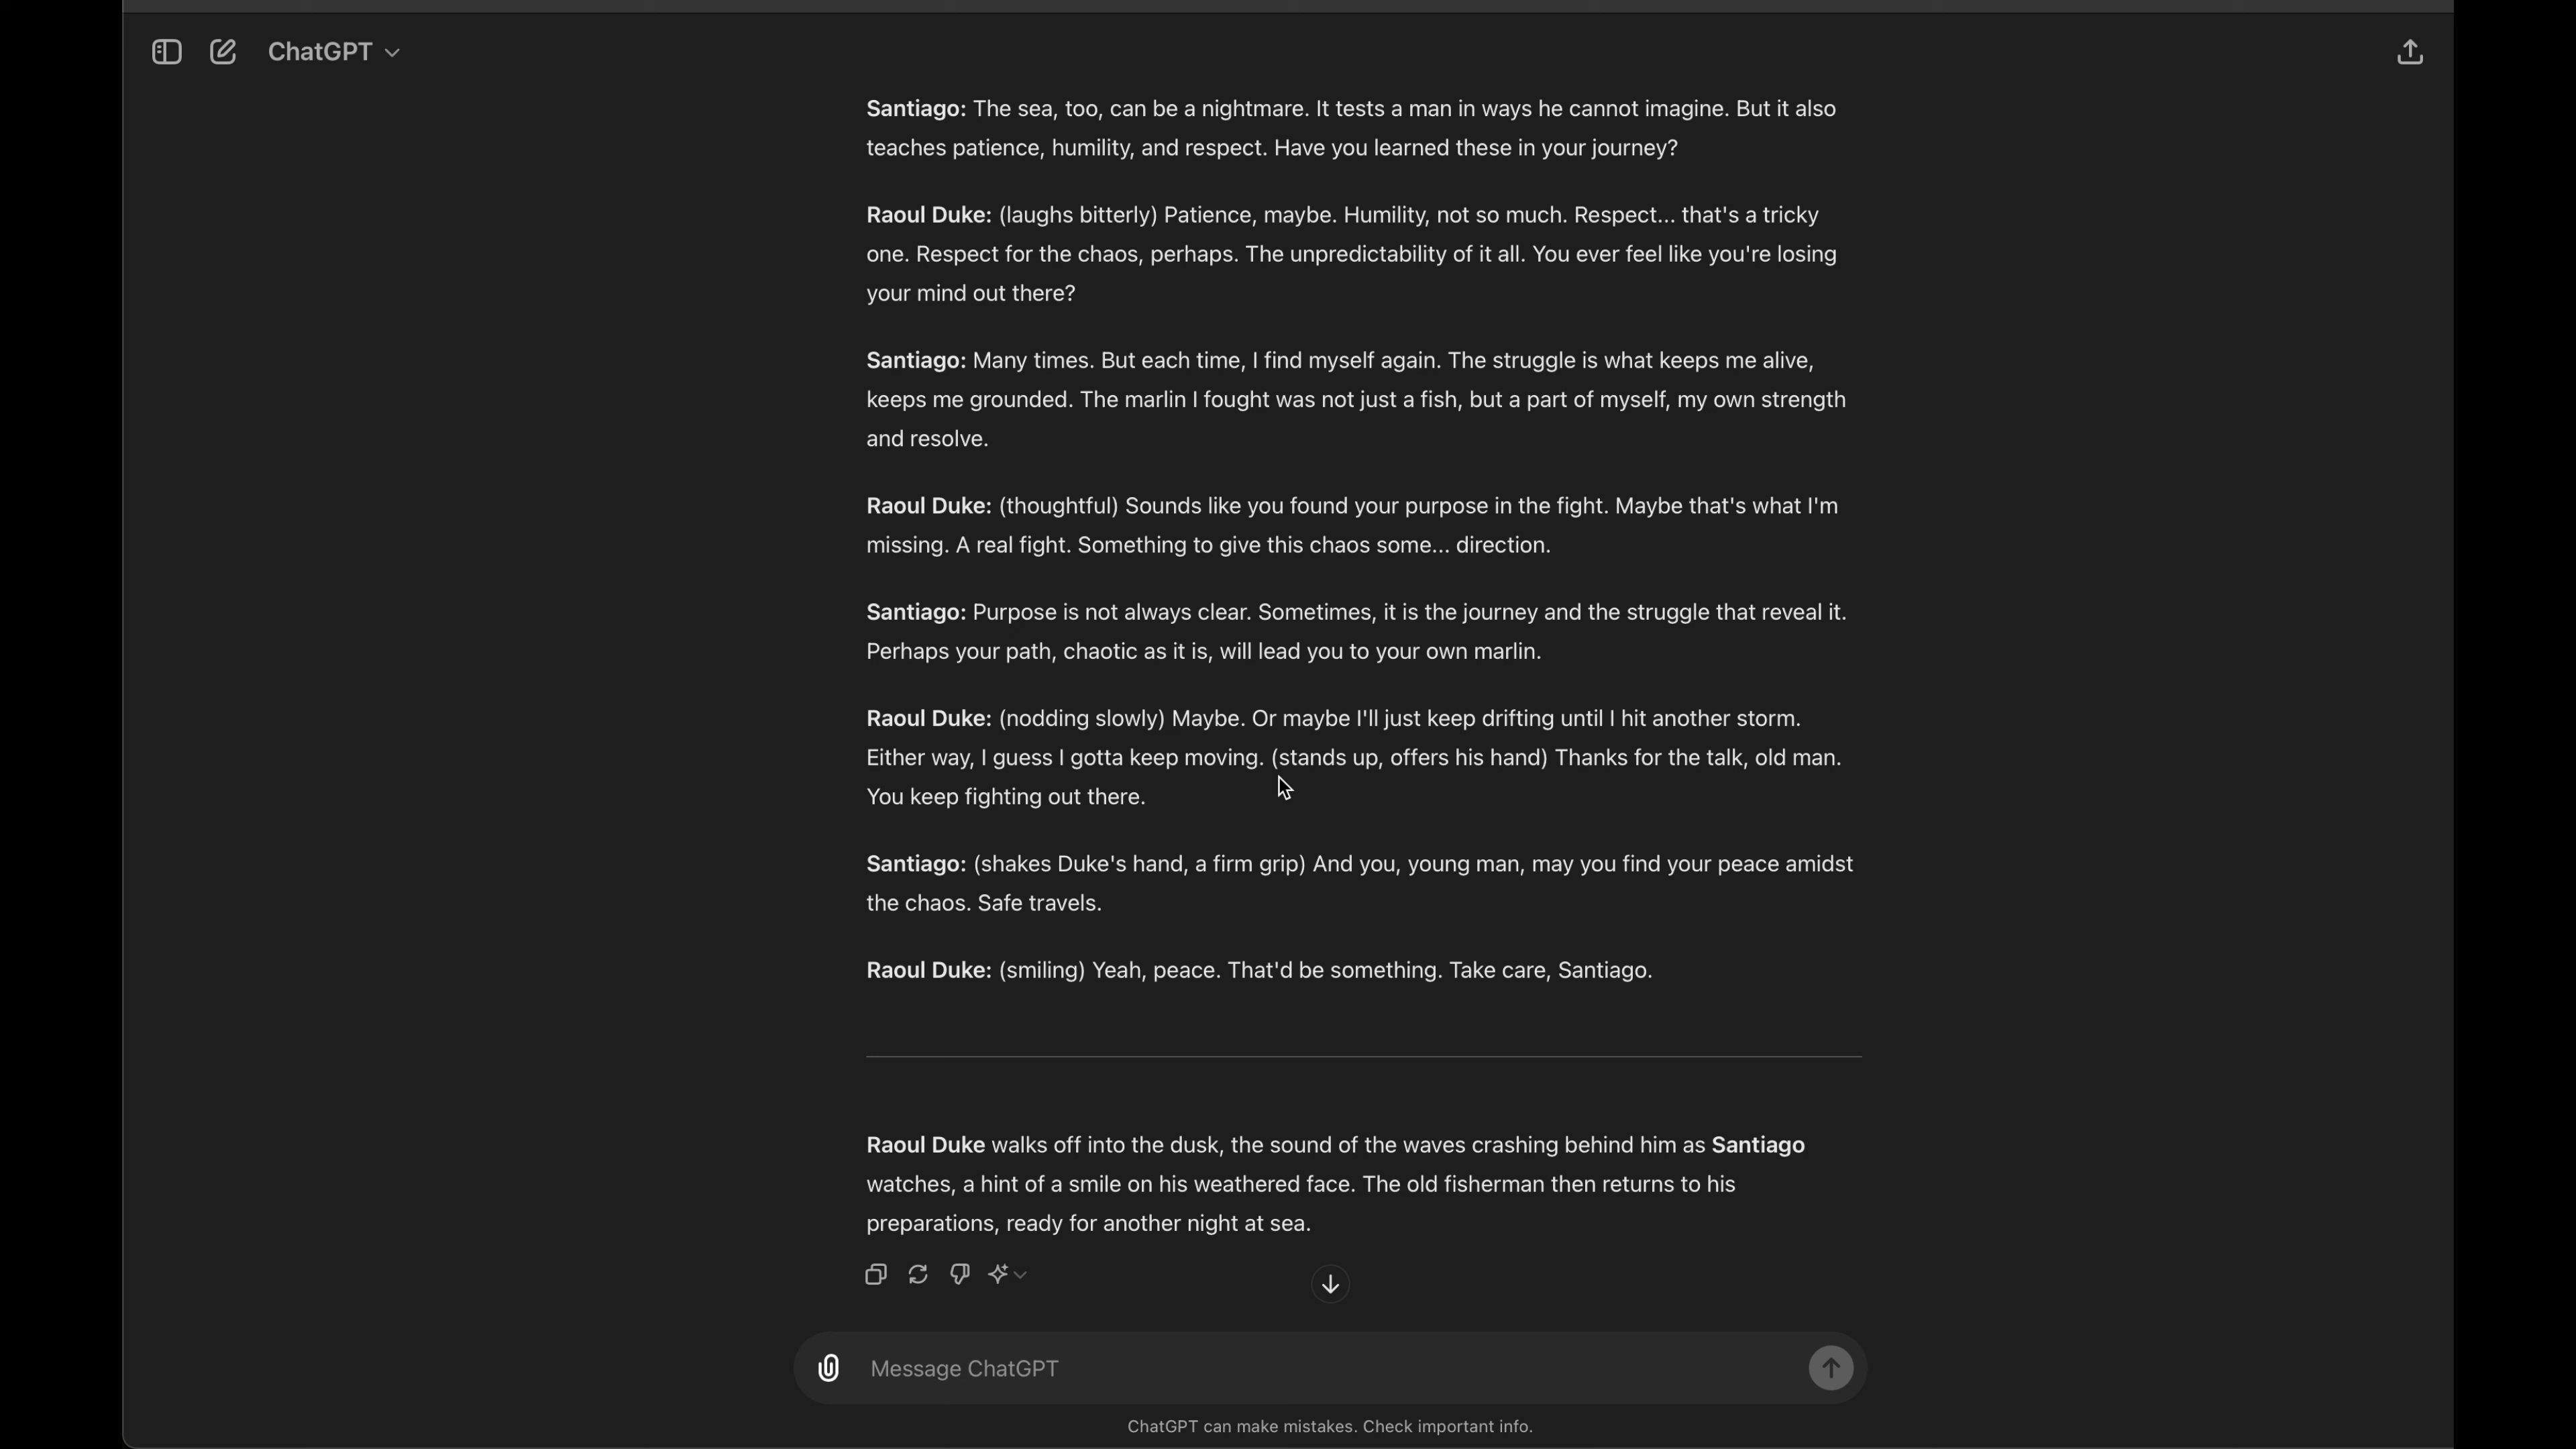 ChatGPT
Santiago: The sea, too, can be a nightmare. It tests a man in ways he cannot imagine. But it also
teaches patience, humility, and respect. Have you learned these in your journey?
Raoul Duke: (laughs bitterly) Patience, maybe. Humility, not so much. Respect... that's a tricky
one. Respect for the chaos, perhaps. The unpredictability of it all. You ever feel like you're losing
your mind out there?
Santiago: Many times. But each time, I find myself again. The struggle is what keeps me alive,
keeps me grounded. The marlin I fought was not just a fish, but a part of myself, my own strength
and resolve.
Raoul Duke: (thoughtful) Sounds like you found your purpose in the fight. Maybe that's what I'm
missing. A real fight. Something to give this chaos some... direction.
Santiago: Purpose is not always clear. Sometimes, it is the journey and the struggle that reveal it.
Perhaps your path, chaotic as it is, will lead you to your own marlin.
Raoul Duke: (nodding slowly) Maybe. Or maybe I'll just keep drifting until I hit another storm.
Either way, I guess I gotta keep moving. (stands up, offers his hand) Thanks for the talk, old man.
You keep fighting out there.
Santiago: (shakes Duke's hand, a firm grip) And you, young man, may you find your peace amidst
the chaos. Safe travels.
Raoul Duke: (smiling) Yeah, peace. That'd be something. Take care, Santiago.
Raoul Duke walks off into the dusk, the sound of the waves crashing behind him as Santiago
watches, a hint of a smile on his weathered face. The old fisherman then returns to his
preparations, ready for another night at sea.
Message ChatGPT
ChatGPT can make mistakes. Check important info.